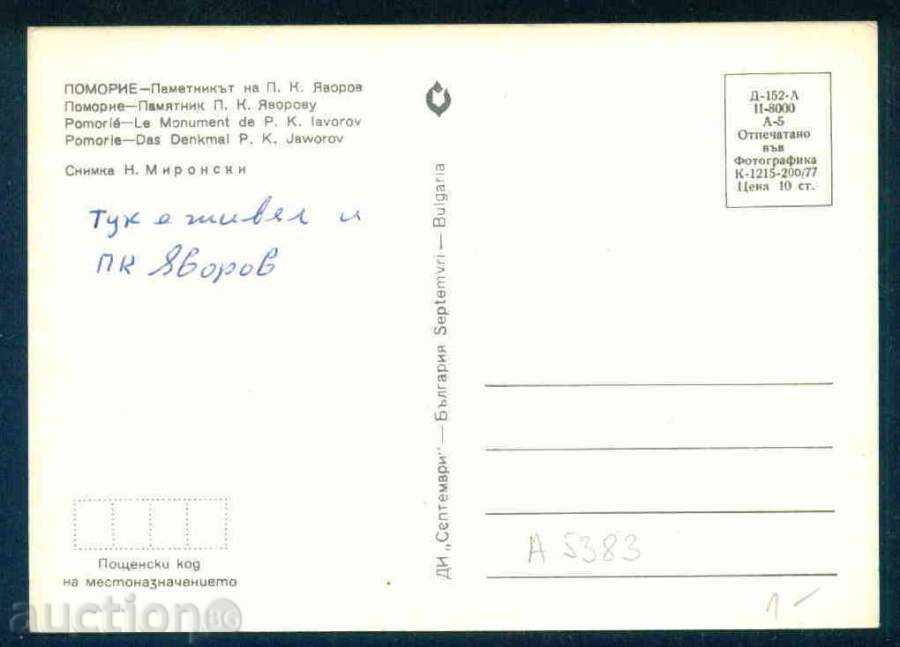 ПОМОРИЕ—Паметникът на П. К. Яворов
Поморие—Памятник П. К. Яворову
Pomorié—Le Monument de P. K. Iavorov
Pomorie—Das Denkmal P. K. Jaworov
Снимка Н. Миронски
Тук е живял и
ПК Яворов
Пощенски код
на местоназначението
ДИ „Септември" — България Septemvri — Bulgaria
Д-152-А
II-8000
А-5
Отпечатано
във
Фотографика
К-1215-200/77
Цена 10 ст.
А 5383
1-
auction.bg